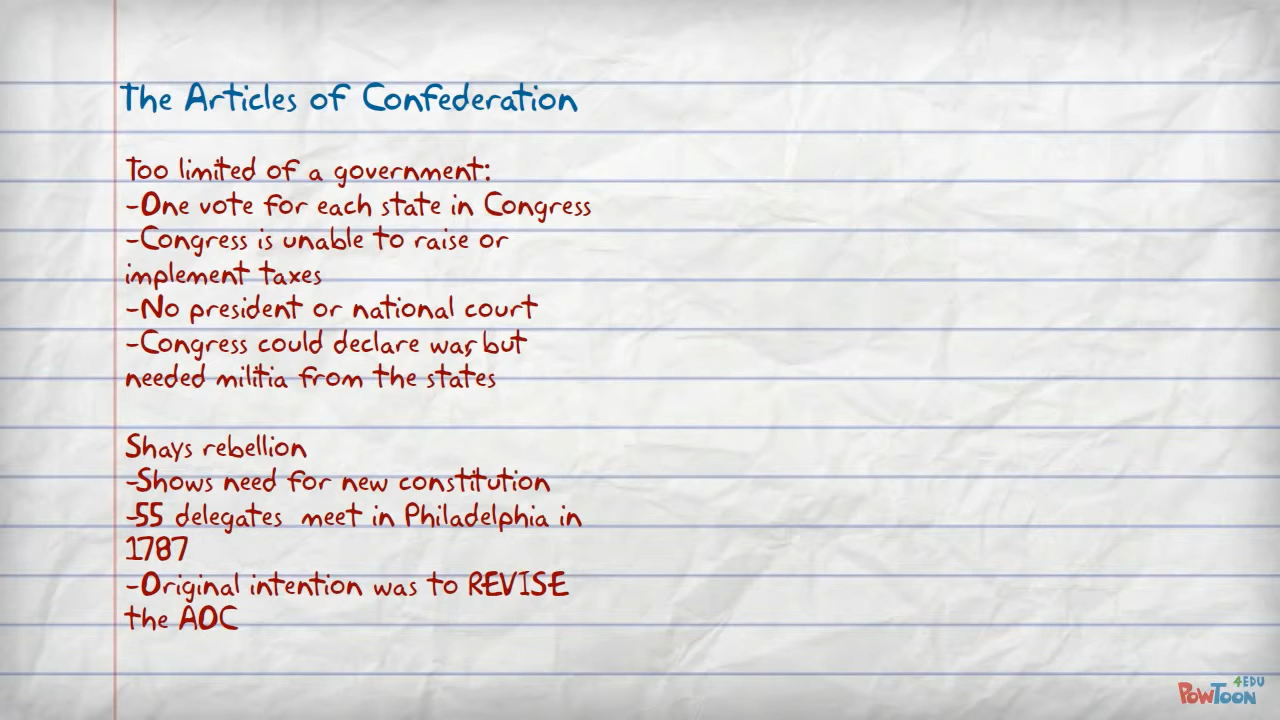 The Articles of Confederation
Too limited of a government:
-One vote for each state in Congress
-Congress is unable to raise or
implement taxes
-No president or national court
-Congress could declare war, but
needed militia from the states
Shays rebellion
-Shows need for new constitution
-55 delegates  meet in Philadelphia in
1787
-Original intention was to REVISE
the AOC
4EDU
POWTOON